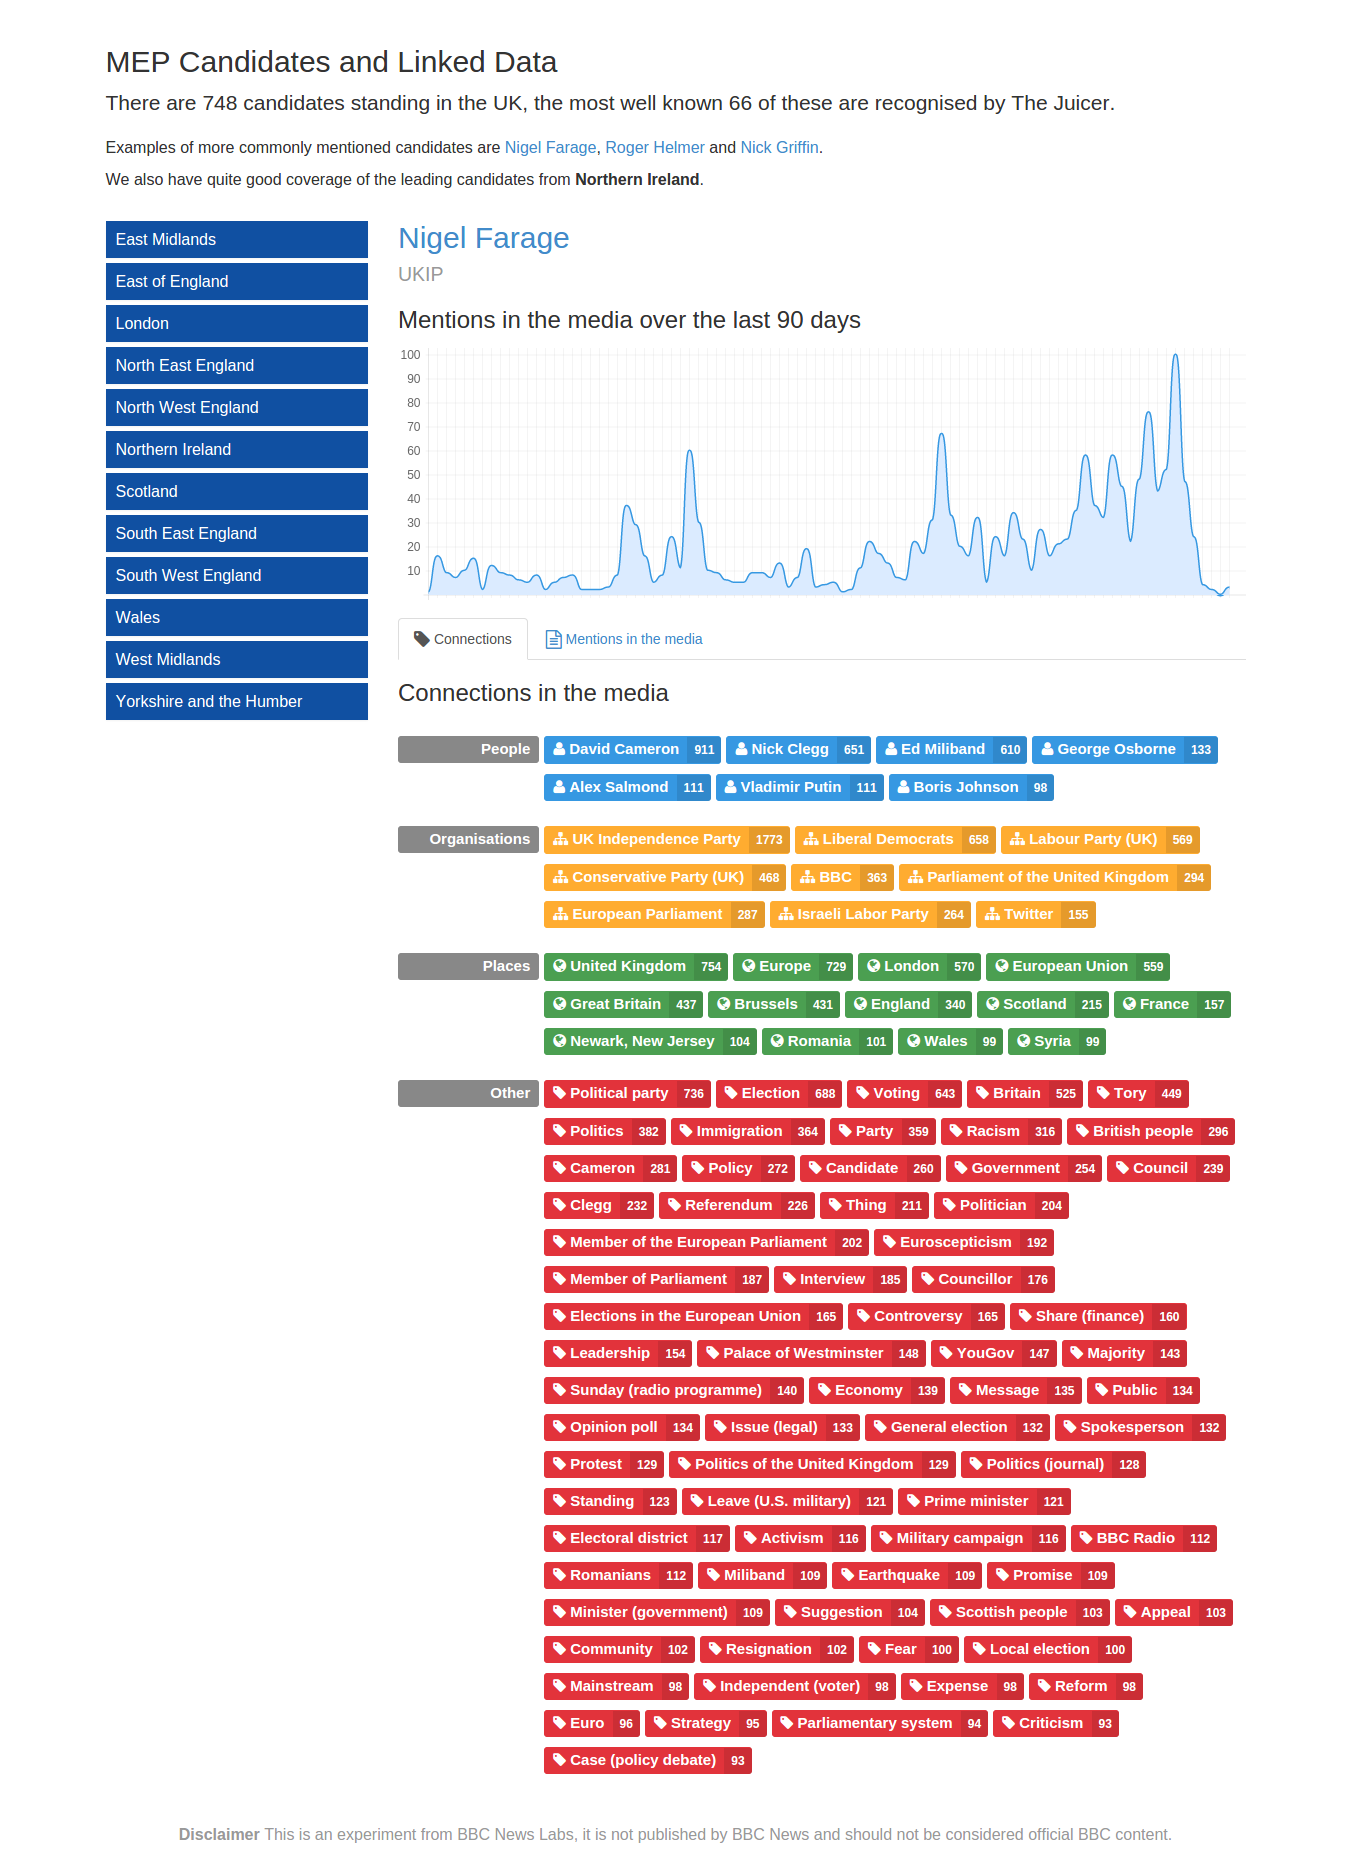 MEP Candidates and Linked Data
There are 748 candidates standing in the UK, the most well known 66 of these are recognised by The Juicer.
Examples of more commonly mentioned candidates are Nigel Farage, Roger Helmer and Nick Griffin.
We also have quite good coverage of the leading candidates from Northern Ireland.
East Midlands
East of England
London
North East England
North West England
Northern Ireland
Scotland
South East England
South West England
Wales
West Midlands
Yorkshire and the Humber
Nigel Farage
UKIP
Mentions in the media over the last 90 days
100
90
80
70
60
50
40
30
20
10
Connections Mentions in the media
Connections in the media
People David Cameron 911 Nick Clegg 651 Ed Miliband 610 George Osborne 133
Alex Salmond 111 Vladimir Putin 111 Boris Johnson 98
Organisations UK Independence Party 1773 Liberal Democrats 658 Labour Party (UK) 569
Conservative Party (UK) 468 BBC 363 Parliament of the United Kingdom 294
European Parliament 287 Israeli Labor Party 264 Twitter 155
Places United Kingdom 754 Europe 729 London 570 European Union 559
Great Britain 437 Brussels 431 England 340 Scotland 215 France 157
Newark, New Jersey 104 Romania 101 Wales 99 Syria 99
Other Political party 736 Election 688 Voting 643 Britain 525 Tory 449
Politics 382 Immigration 364 Party 359 Racism 316 British people 296
Cameron 281 Policy 272 Candidate 260 Government 254 Council 239
Clegg 232 Referendum 226 Thing 211 Politician 204
Member of the European Parliament 202 Euroscepticism 192
Member of Parliament 187 Interview 185 Councillor 176
Elections in the European Union 165 Controversy 165 Share (finance) 160
Leadership 154 Palace of Westminster 148 YouGov 147 Majority 143
Sunday (radio programme) 140 Economy 139 Message 135 Public 134
Opinion poll 134 Issue (legal) 133 General election 132 Spokesperson 132
Protest 129 Politics of the United Kingdom 129 Politics (journal) 128
Standing 123 Leave (U.S. military) 121 Prime minister 121
Electoral district 117 Activism 116 Military campaign 116 BBC Radio 112
Romanians 112 Miliband 109 Earthquake 109 Promise 109
Minister (government) 109 Suggestion 104 Scottish people 103 Appeal 103
Community 102 Resignation 102 Fear 100 Local election 100
Mainstream 98 Independent (voter) 98 Expense 98 Reform 98
Euro 96 Strategy 95 Parliamentary system 94 Criticism 93
Case (policy debate) 93
Disclaimer This is an experiment from BBC News Labs, it is not published by BBC News and should not be considered official BBC content.